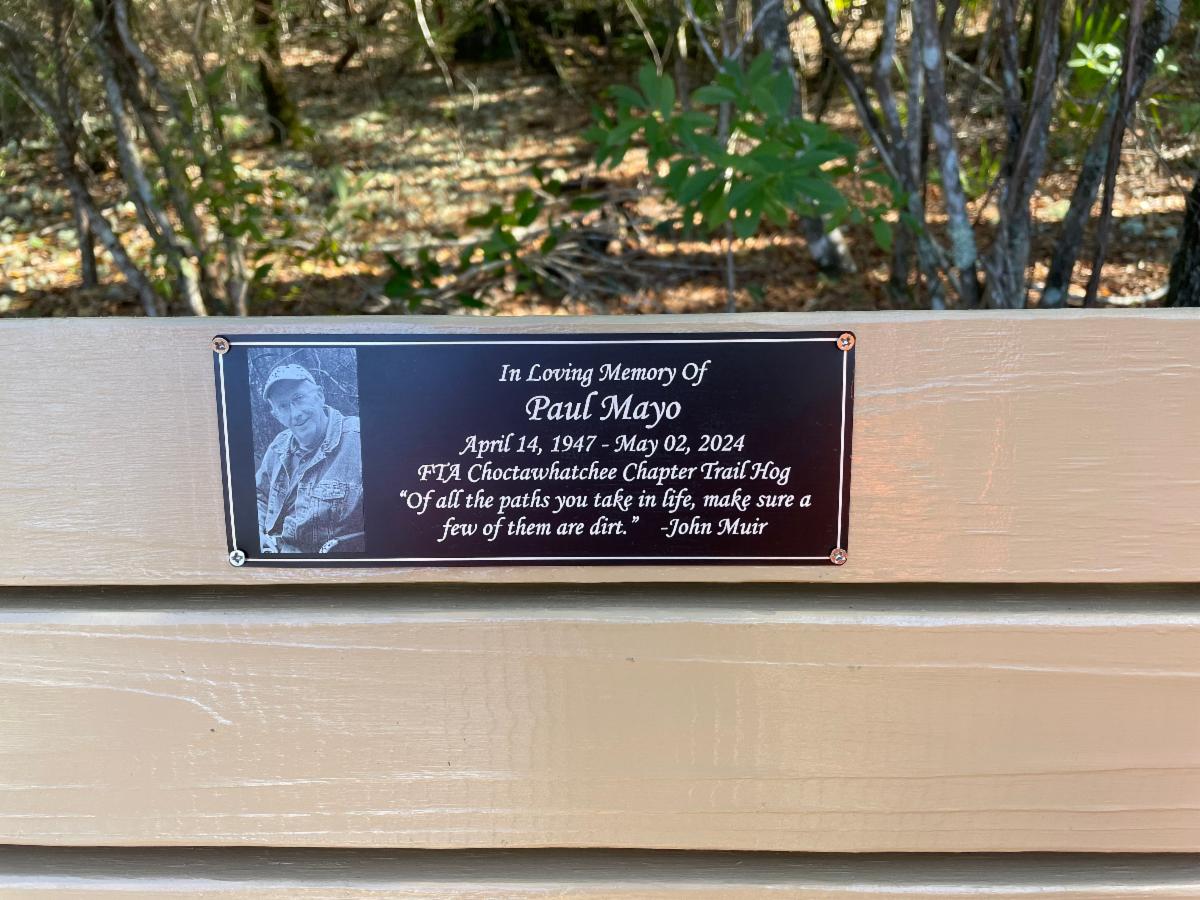 In Loving Memory Of
Paul Mayo
April 14, 1947 - May 02, 2024
FTA Choctawhatchee Chapter Trail Hog
“Of all the paths you take in life, make sure a
few of them are dirt.” -John Muir